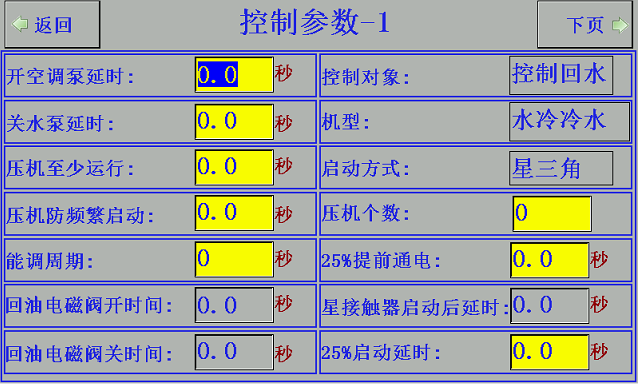 返回 控制参数-1 下页
开空调泵延时: 0.0 秒 控制对象: 控制回水
关水泵延时: 0.0 秒 机型: 水冷冷水
压机至少运行: 0.0 秒 启动方式: 星三角
压机防频繁启动: 0.0 秒 压机个数: 0
能调周期: 0 秒 25%提前通电: 0.0 秒
回油电磁阀开时间: 0.0 秒 星接触器启动后延时: 0.0 秒
回油电磁阀关时间: 0.0 秒 25%启动延时: 0.0 秒